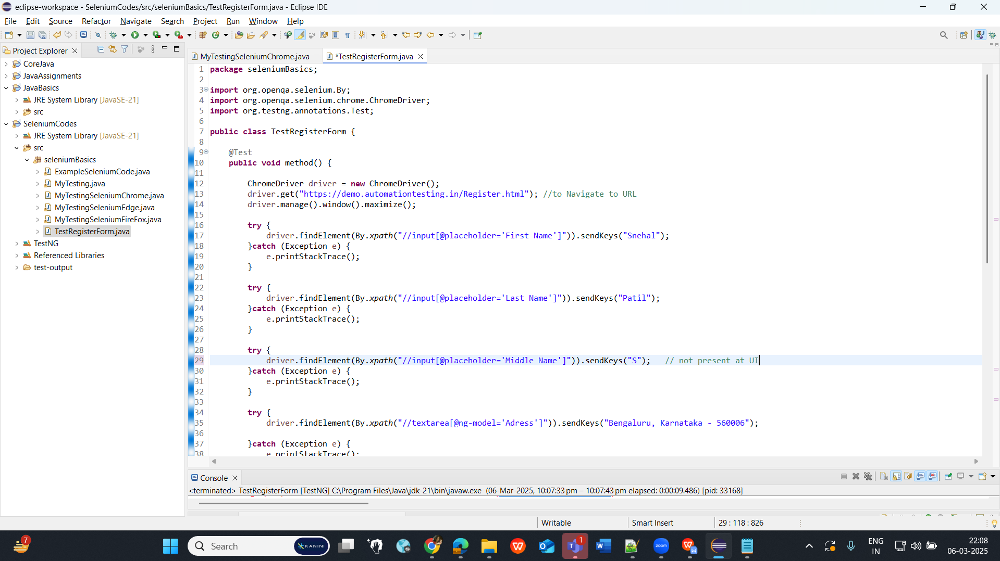 eclipse-workspace - SeleniumCodes/src/seleniumBasics/TestRegisterForm.java - Eclipse IDE
File Edit Source Refactor Navigate Search Project Run Window Help
Project Explorer
CoreJava
JavaAssignments
JavaBasics
JRE System Library [JavaSE-21]
src
SeleniumCodes
JRE System Library [JavaSE-21]
src
seleniumBasics
ExampleSeleniumCode.java
MyTesting.java
MyTestingSeleniumChrome.java
MyTestingSeleniumEdge.java
MyTestingSeleniumFireFox.java
TestRegisterForm.java
TestNG
Referenced Libraries
test-output
MyTestingSeleniumChrome.java *TestRegisterForm.java
1 package seleniumBasics;
2
3 import org.openqa.selenium.By;
4 import org.openqa.selenium.chrome.ChromeDriver;
5 import org.testng.annotations.Test;
6
7 public class TestRegisterForm {
8
9 @Test
10 public void method() {
11
12 ChromeDriver driver = new ChromeDriver();
13 driver.get("https://demo.automationtesting.in/Register.html"); //to Navigate to URL
14 driver.manage().window().maximize();
15
16 try {
17 driver.findElement(By.xpath("//input[@placeholder='First Name']")).sendKeys("Snehal");
18 }catch (Exception e) {
19 e.printStackTrace();
20 }
21
22 try {
23 driver.findElement(By.xpath("//input[@placeholder='Last Name']")).sendKeys("Patil");
24 }catch (Exception e) {
25 e.printStackTrace();
26 }
27
28 try {
29 driver.findElement(By.xpath("//input[@placeholder='Middle Name']")).sendKeys("S"); // not present at UI
30 }catch (Exception e) {
31 e.printStackTrace();
32 }
33
34 try {
35 driver.findElement(By.xpath("//textarea[@ng-model='Adress']")).sendKeys("Bengaluru, Karnataka - 560006");
36
37 }catch (Exception e) {
38 e.printStackTrace();
Console
<terminated> TestRegisterForm [TestNG] C:\Program Files\Java\jdk-21\bin\javaw.exe (06-Mar-2025, 10:07:33 pm – 10:07:43 pm elapsed: 0:00:09.486) [pid: 33168]
Writable Smart Insert 29 : 118 : 826
7
Search
KANINI
zoom
1
ENG
IN
22:08
06-03-2025